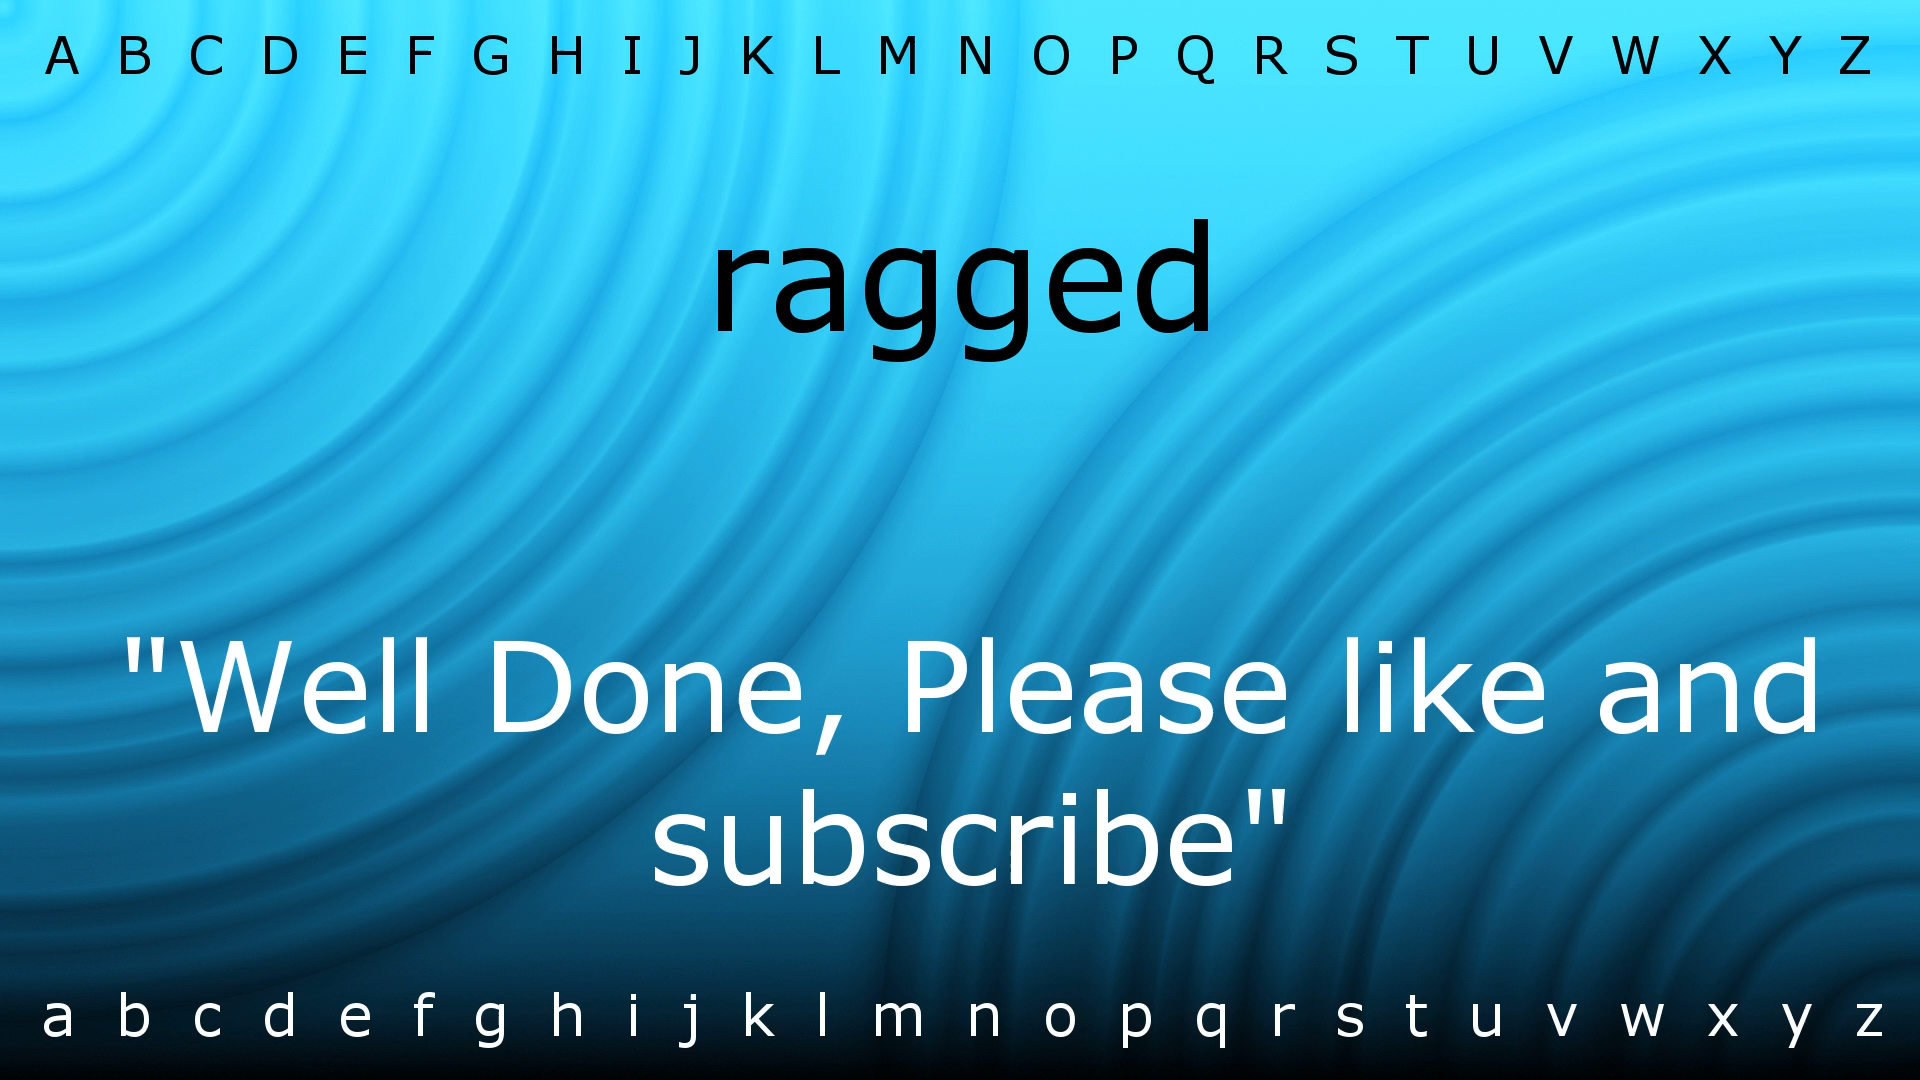 A B C D E F G H I J K L M N O P Q R S T U V W X Y Z
ragged
"Well Done, Please like and
subscribe"
a b c d e f g h i j k l m n o p q r s t u v w x y z